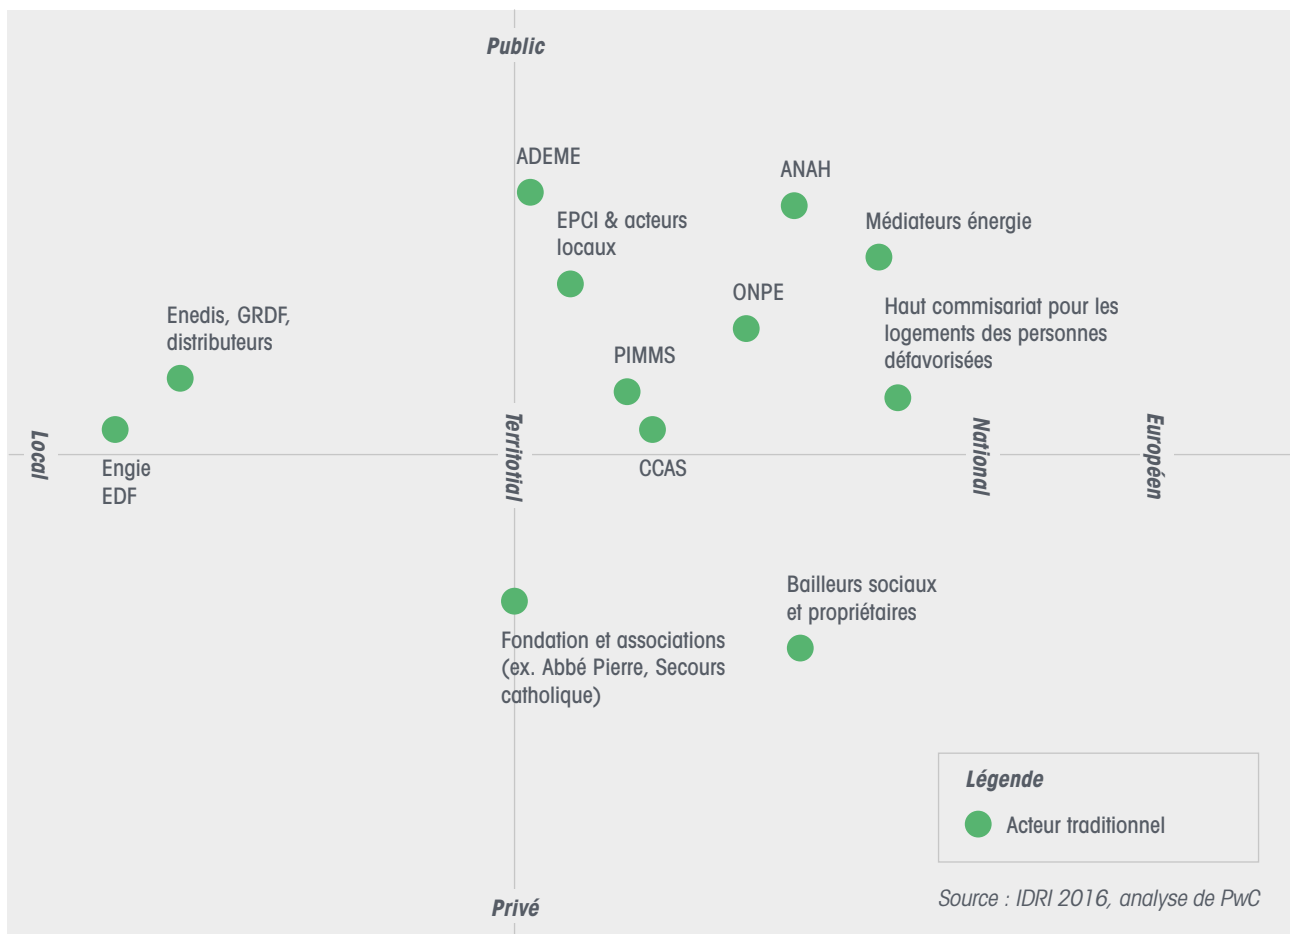 Public
ADEME
ANAH
EPCI & acteurs
locaux
Médiateurs énergie
ONPE
Haut commisariat pour les
logements des personnes
défavorisées
Enedis, GRDF,
distributeurs
PIMMS
Local
Territotial
National
Européen
Engie
EDF
CCAS
Bailleurs sociaux
et propriétaires
Fondation et associations
(ex. Abbé Pierre, Secours
catholique)
Légende
Acteur traditionnel
Source : IDRI 2016, analyse de PwC
Privé